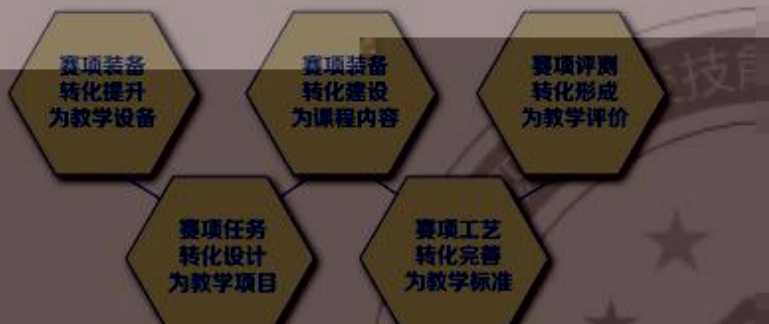 赛项装备
转化提升
为教学设备
赛项装备
转化建设
为课程内容
赛项评测
转化形成
为教学评价
赛项任务
转化设计
为教学项目
赛项工艺
转化完善
为教学标准
技能